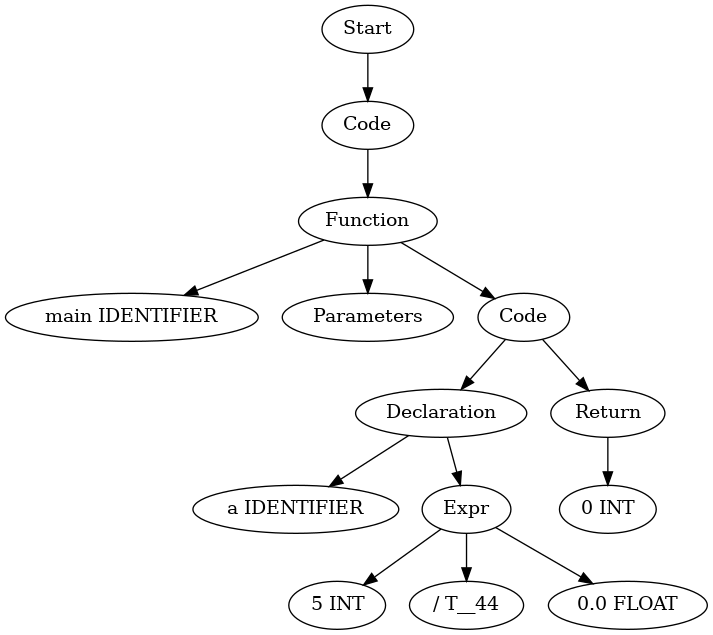 Start
Code
Function
main IDENTIFIER
Parameters
Code
Declaration
Return
a IDENTIFIER
Expr
0 INT
5 INT
/ T__44
0.0 FLOAT